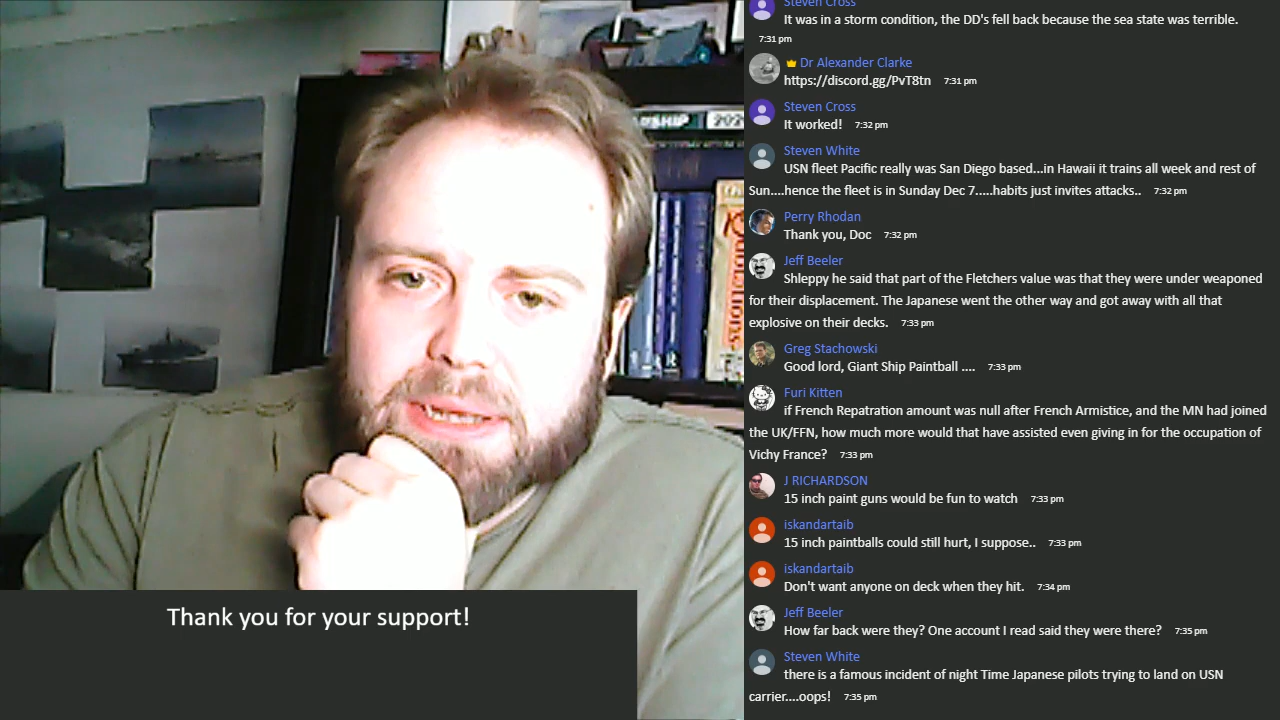 Steven Cross
It was in a storm condition, the DD's fell back because the sea state was terrible.
7:31 pm
Dr Alexander Clarke
https://discord.gg/PvT8tn 7:31 pm
Steven Cross
It worked! 7:32 pm
Steven White
USN fleet Pacific really was San Diego based...in Hawaii it trains all week and rest of
Sun....hence the fleet is in Sunday Dec 7.....habits just invites attacks.. 7:32 pm
Perry Rhodan
Thank you, Doc 7:32 pm
Jeff Beeler
Shleppy he said that part of the Fletchers value was that they were under weaponed
for their displacement. The Japanese went the other way and got away with all that
explosive on their decks. 7:33 pm
Greg Stachowski
Good lord, Giant Ship Paintball .... 7:33 pm
Furi Kitten
if French Repatration amount was null after French Armistice, and the MN had joined
the UK/FFN, how much more would that have assisted even giving in for the occupation of
Vichy France? 7:33 pm
J RICHARDSON
15 inch paint guns would be fun to watch 7:33 pm
iskandartaib
15 inch paintballs could still hurt, I suppose.. 7:33 pm
iskandartaib
Don't want anyone on deck when they hit. 7:34 pm
Jeff Beeler
How far back were they? One account I read said they were there? 7:35 pm
Steven White
there is a famous incident of night Time Japanese pilots trying to land on USN
carrier....oops! 7:35 pm
Thank you for your support!